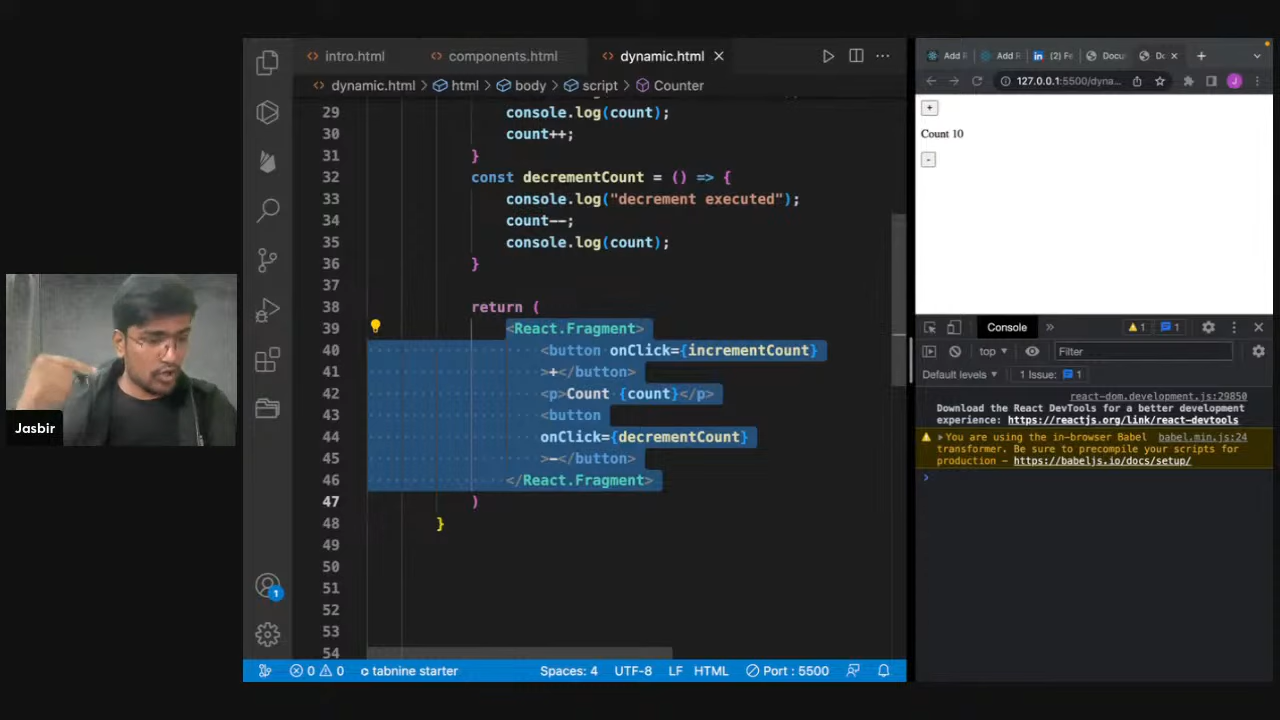 intro.html
components.html
dynamic.html
dynamic.html
html
body
script
Counter
29 console.log(count);
30 count++;
31 }
32 const decrementCount = () => {
33 console.log("decrement executed");
34 count--;
35 console.log(count);
36 }
37
38 return (
39 <React.Fragment>
40 <button onClick={incrementCount}
41 >+</button>
42 <p>Count {count}</p>
43 <button
44 onClick={decrementCount}
45 >-</button>
46 </React.Fragment>
47 )
48 }
49
50
51
52
53
54
1
0 0 tabnine starter Spaces: 4 UTF-8 LF HTML Port : 5500
Jasbir
Add Add (2) Docu
127.0.0.1:5500/dyna...
J
+
Count 10
-
Console » 1 1
top Filter
Default levels 1 Issue: 1
react-dom.development.js:29850
Download the React DevTools for a better development
experience: https://reactjs.org/link/react-devtools
You are using the in-browser Babel babel.min.js:24
transformer. Be sure to precompile your scripts for
production - https://babeljs.io/docs/setup/